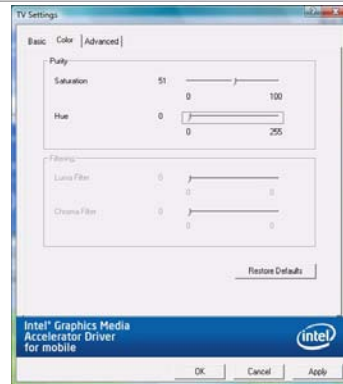 TV Settings
Basic Color Advanced
Purity
Saturation 51
0 100
Hue 0
0 255
Filtering
Luma Filter 0
0 0
Chroma Filter 0
0 0
Restore Defaults
Intel® Graphics Media
Accelerator Driver
for mobile
intel
OK Cancel Apply